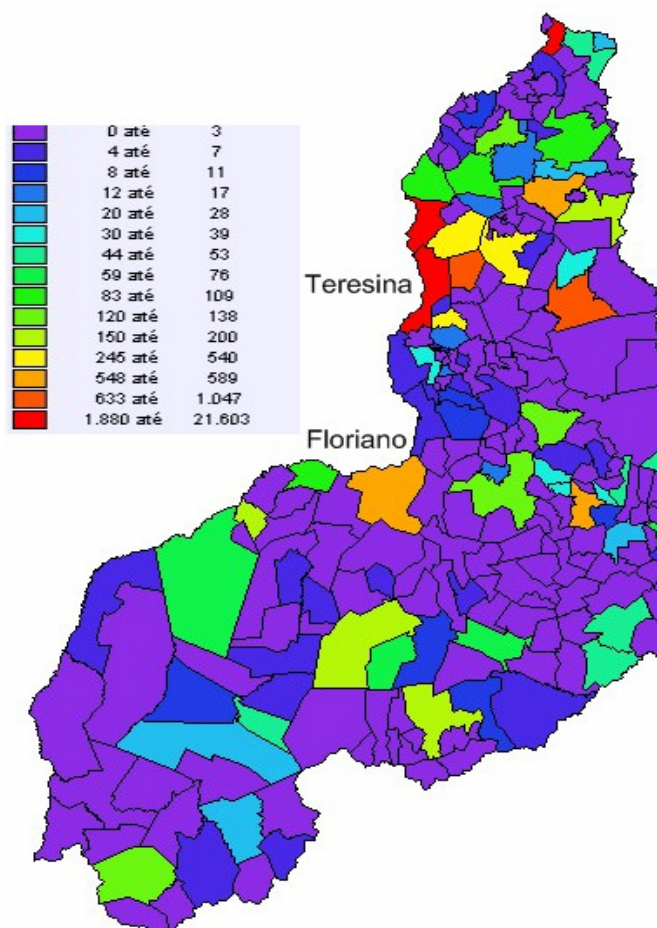 0 até 3
4 até 7
8 até 11
12 até 17
20 até 28
30 até 39
44 até 53
59 até 76
83 até 109
120 até 138
150 até 200
245 até 540
548 até 589
633 até 1.047
1.880 até 21.603
Teresina
Floriano